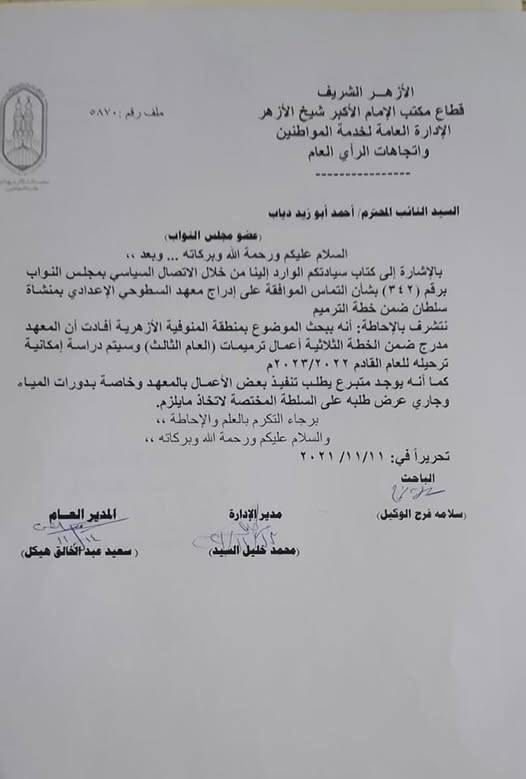 الأزهـر الشريف
قطاع مكتب الإمام الأكبر شيخ الأزهر
ملف رقم : ٥٨٧٠
الإدارة العامة لخدمة المواطنين
واتجاهات الرأي العام
----------------
السيد النائب المحترم/ أحمد أبو زيد دياب
(عضو مجلس النواب)
السلام عليكم ورحمة الله وبركاته ... وبعد ،،
بالإشارة إلى كتاب سيادتكم الوارد إلينا من خلال الاتصال السياسي بمجلس النواب
برقم (٣٤٢) بشأن التماس الموافقة على إدراج معهد السطوحي الإعدادي بمنشاة
سلطان ضمن خطة الترميم
نتشرف بالإحاطة: أنه ببحث الموضوع بمنطقة المنوفية الأزهرية أفادت أن المعهد
مدرج ضمن الخطة الثلاثية أعمال ترميمات (العام الثالث) وسيتم دراسة إمكانية
ترحيله للعام القادم ٢٠٢٣/٢٠٢٢م
كما أنـه يوجد متبرع يطلب تنفيذ بعض الأعمال بالمعهد وخاصة بدورات المياه
وجاري عرض طلبه على السلطة المختصة لاتخاذ مايلزم.
برجاء التكرم بالعلم والإحاطة ،،
والسلام عليكم ورحمة الله وبركاته ،،
تحريراً في: ٢٠٢١/١١/١١
الباحث
(سلامه فرج الوكيل)
مدير الإدارة
(محمد خليل السيد)
المدير العـام
١١/١٤
(سعيد عبد الخالق هيكل)